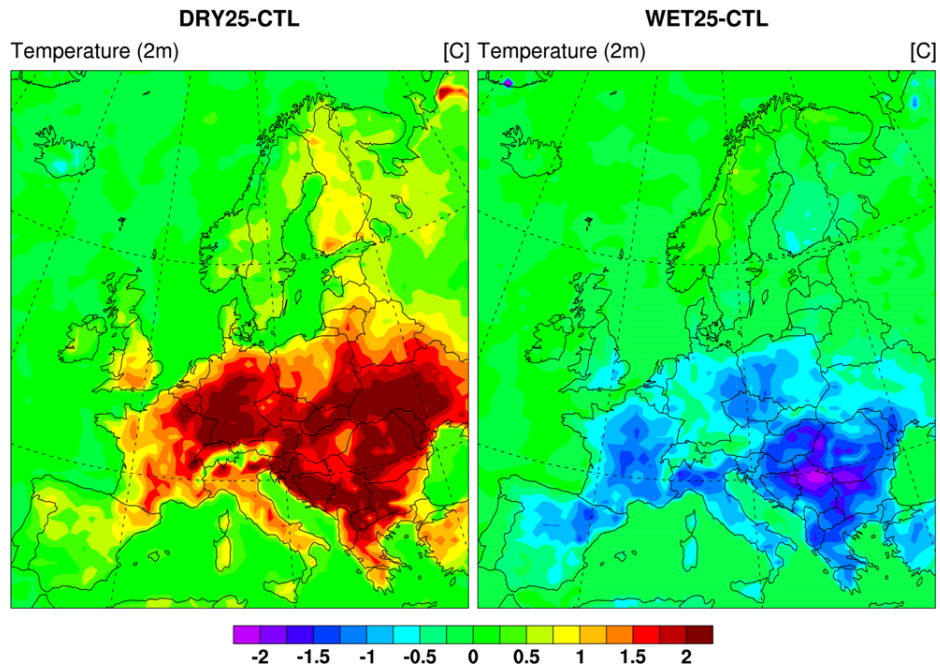 DRY25-CTL WET25-CTL
Temperature (2m) [C] Temperature (2m) [C]
-2 -1.5 -1 -0.5 0 0.5 1 1.5 2